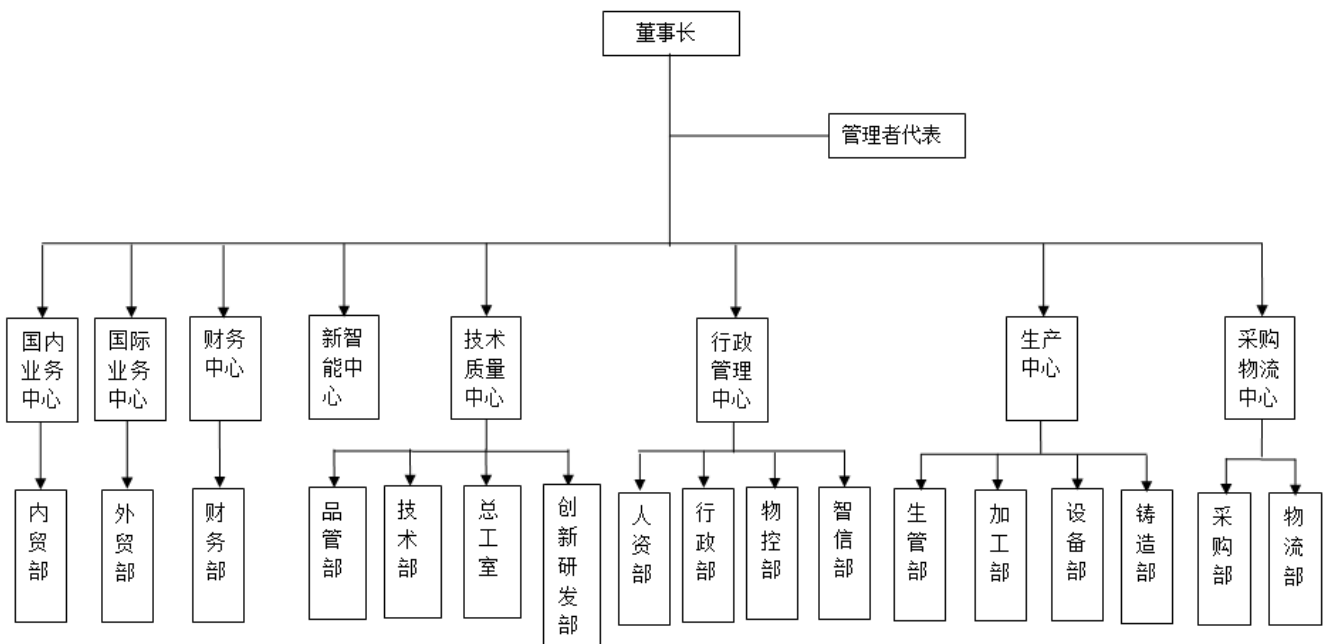 董事长
管理者代表
国内
业务
中心
国际
业务
中心
财务
中心
新智
能中
心
技术
质量
中心
行政
管理
中心
生产
中心
采购
物流
中心
内贸部
外贸部
财务部
品管部
技术部
总工室
创新研发部
人资部
行政部
物控部
智信部
生管部
加工部
设备部
铸造部
采购部
物流部